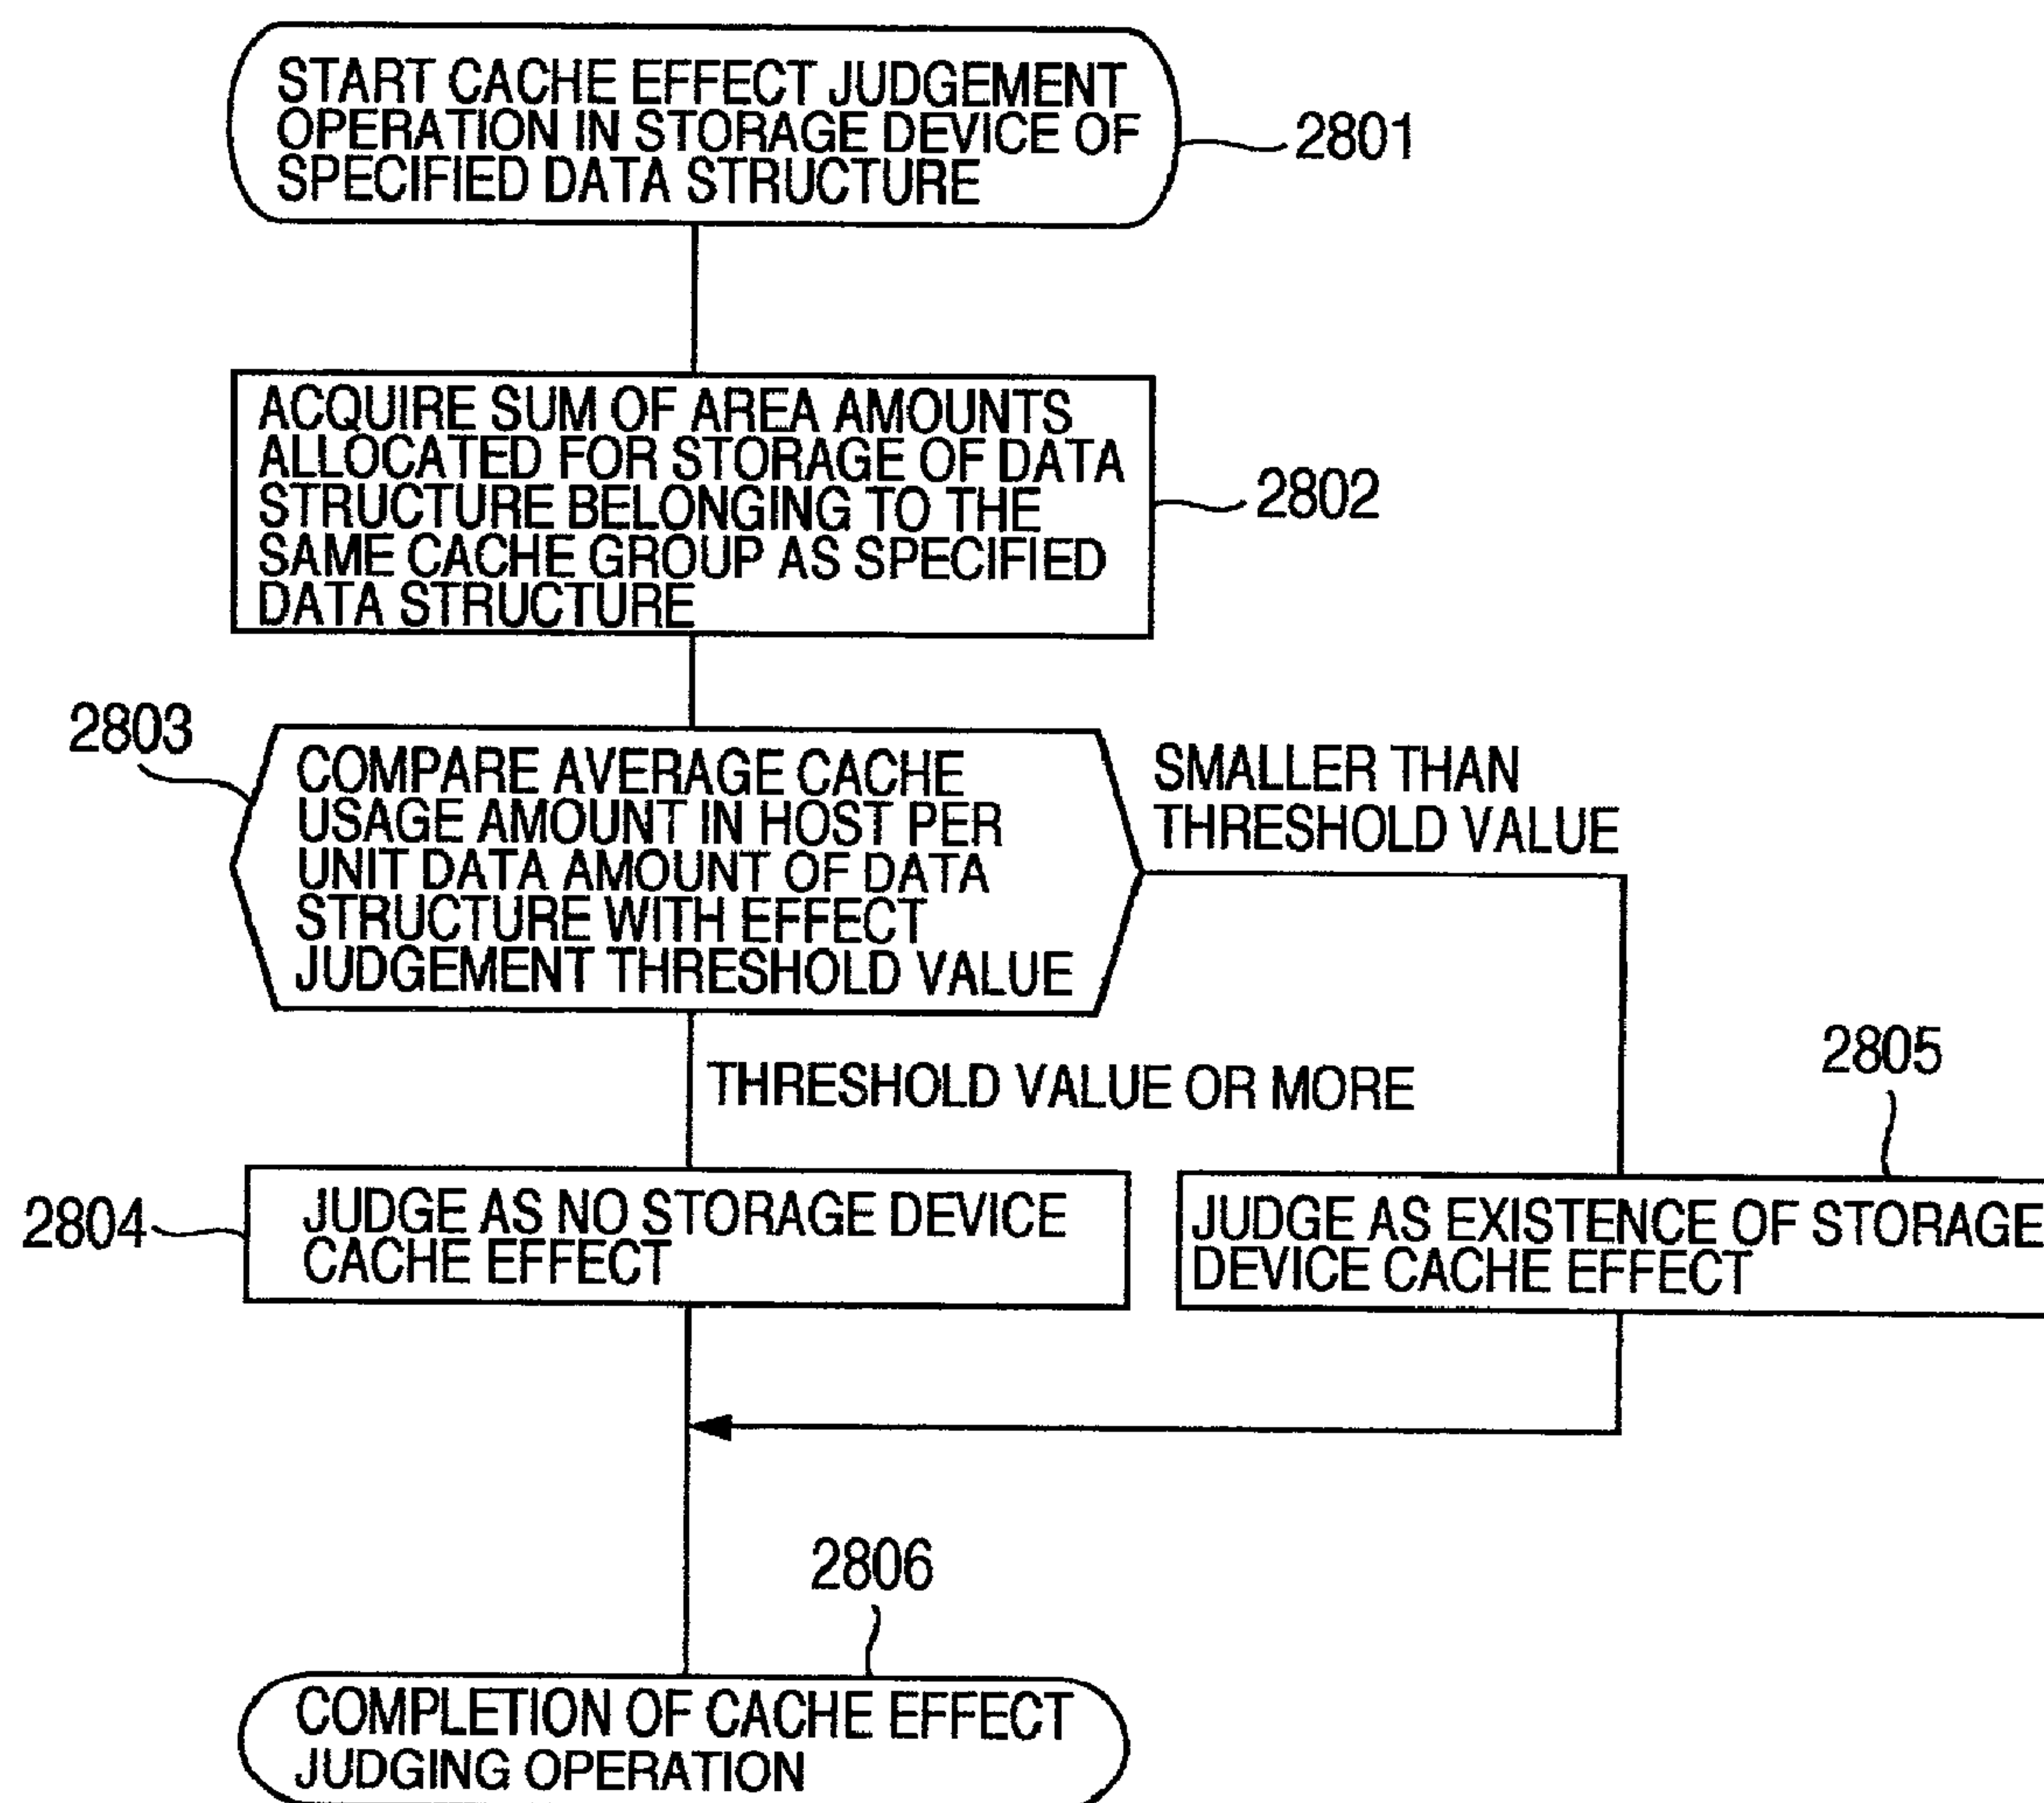 START CACHE EFFECT JUDGEMENT
OPERATION IN STORAGE DEVICE OF
SPECIFIED DATA STRUCTURE
2801
ACQUIRE SUM OF AREA AMOUNTS
ALLOCATED FOR STORAGE OF DATA
STRUCTURE BELONGING TO THE
SAME CACHE GROUP AS SPECIFIED
DATA STRUCTURE
2802
2803
COMPARE AVERAGE CACHE
USAGE AMOUNT IN HOST PER
UNIT DATA AMOUNT OF DATA
STRUCTURE WITH EFFECT
JUDGEMENT THRESHOLD VALUE
SMALLER THAN
THRESHOLD VALUE
THRESHOLD VALUE OR MORE
2804
JUDGE AS NO STORAGE DEVICE
CACHE EFFECT
2805
JUDGE AS EXISTENCE OF STORAGE
DEVICE CACHE EFFECT
2806
COMPLETION OF CACHE EFFECT
JUDGING OPERATION